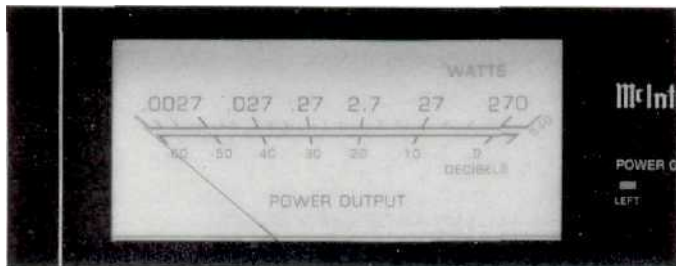 WATTS
.0027 .027 .27 2.7 27 270
-60 -50 40 30 20 10 0
DECIBELS
POWER OUTPUT
McInt
POWER
LEFT